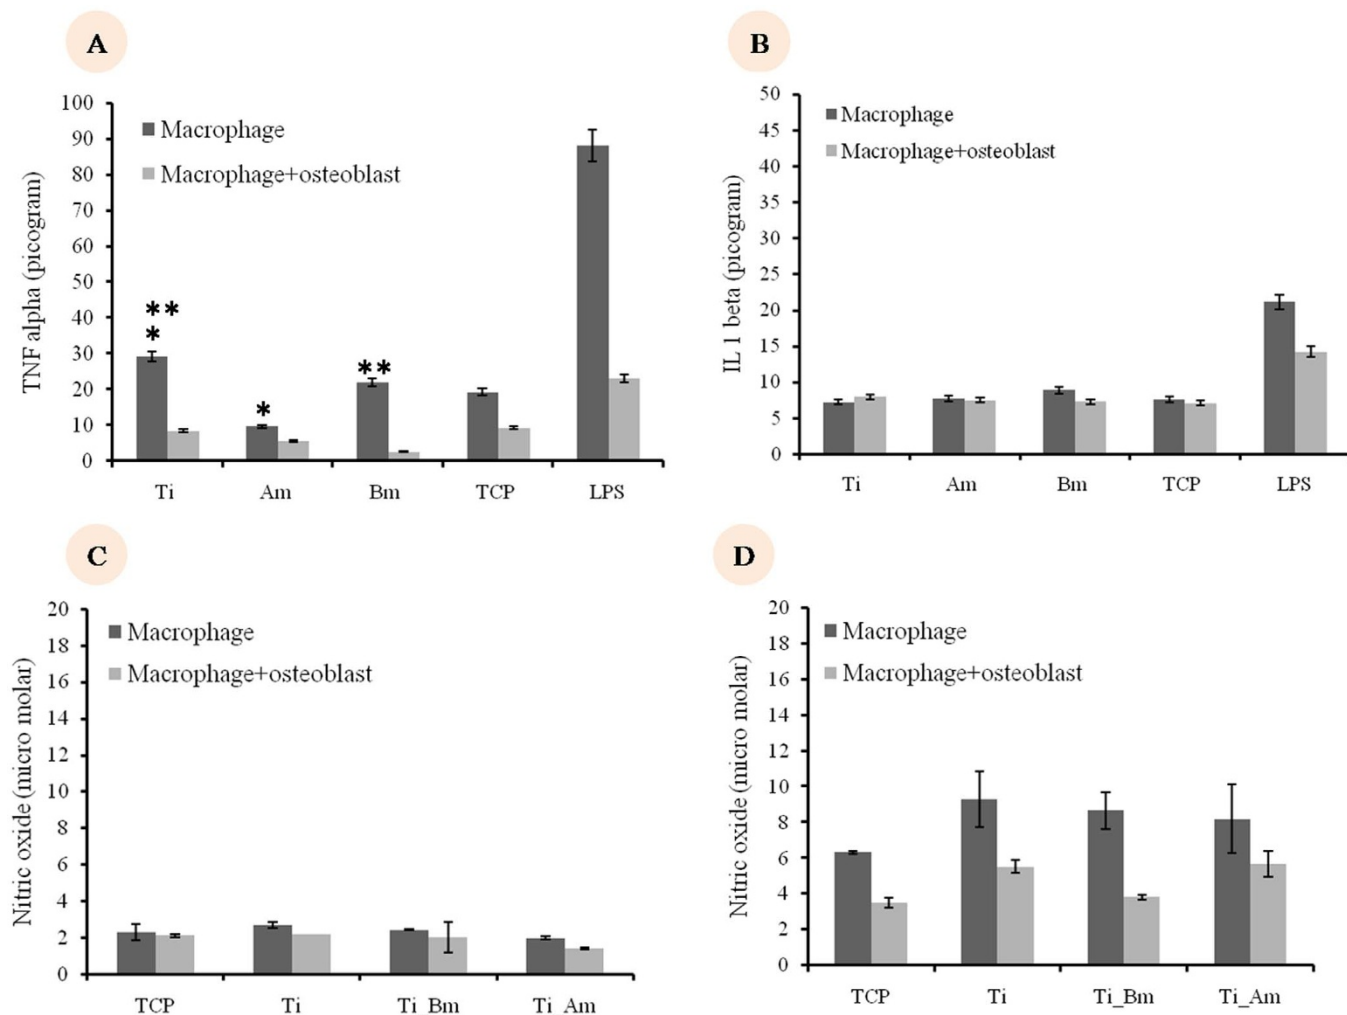 A
TNF alpha (picogram)
100
90
80
70
60
50
40
30
20
10
0
Macrophage
Macrophage+osteoblast
**
*
*
**
Ti Am Bm TCP LPS
B
IL 1 beta (picogram)
50
45
40
35
30
25
20
15
10
5
0
Macrophage
Macrophage+osteoblast
Ti Am Bm TCP LPS
C
Nitric oxide (micro molar)
20
18
16
14
12
10
8
6
4
2
0
Macrophage
Macrophage+osteoblast
TCP Ti Ti Bm Ti Am
D
Nitric oxide (micro molar)
20
18
16
14
12
10
8
6
4
2
0
Macrophage
Macrophage+osteoblast
TCP Ti Ti_Bm Ti_Am